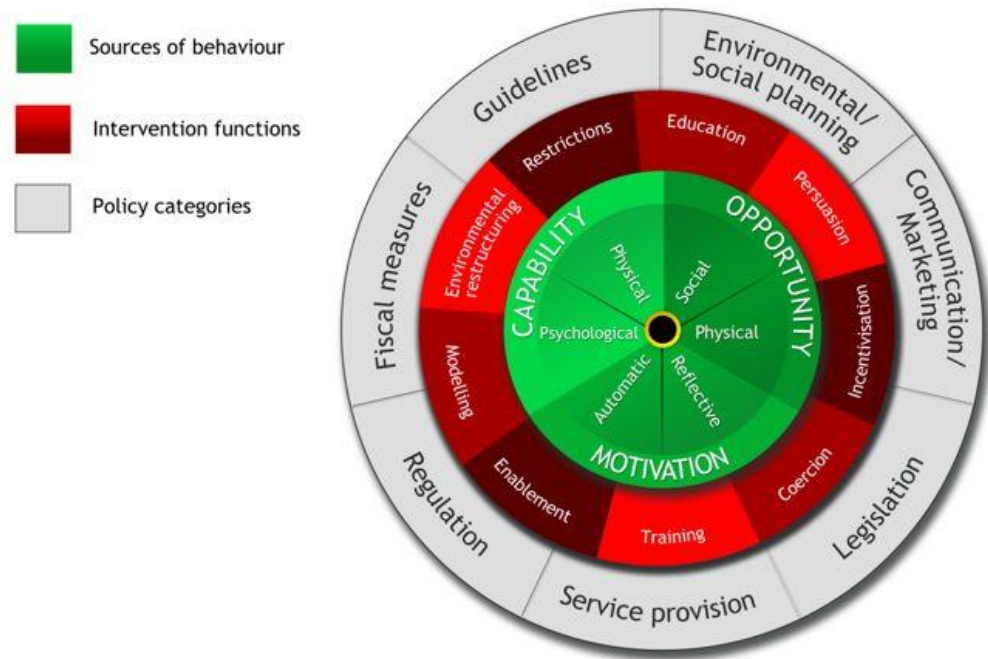 Sources of behaviour
Intervention functions
Policy categories
Guidelines
Environmental/
Social planning
Communication/
Marketing
Legislation
Service provision
Regulation
Fiscal measures
Restrictions
Education
Persuasion
Incentivisation
Coercion
Training
Enablement
Modelling
Environmental
restructuring
CAPABILITY
OPPORTUNITY
MOTIVATION
Physical
Social
Psychological
Physical
Automatic
Reflective